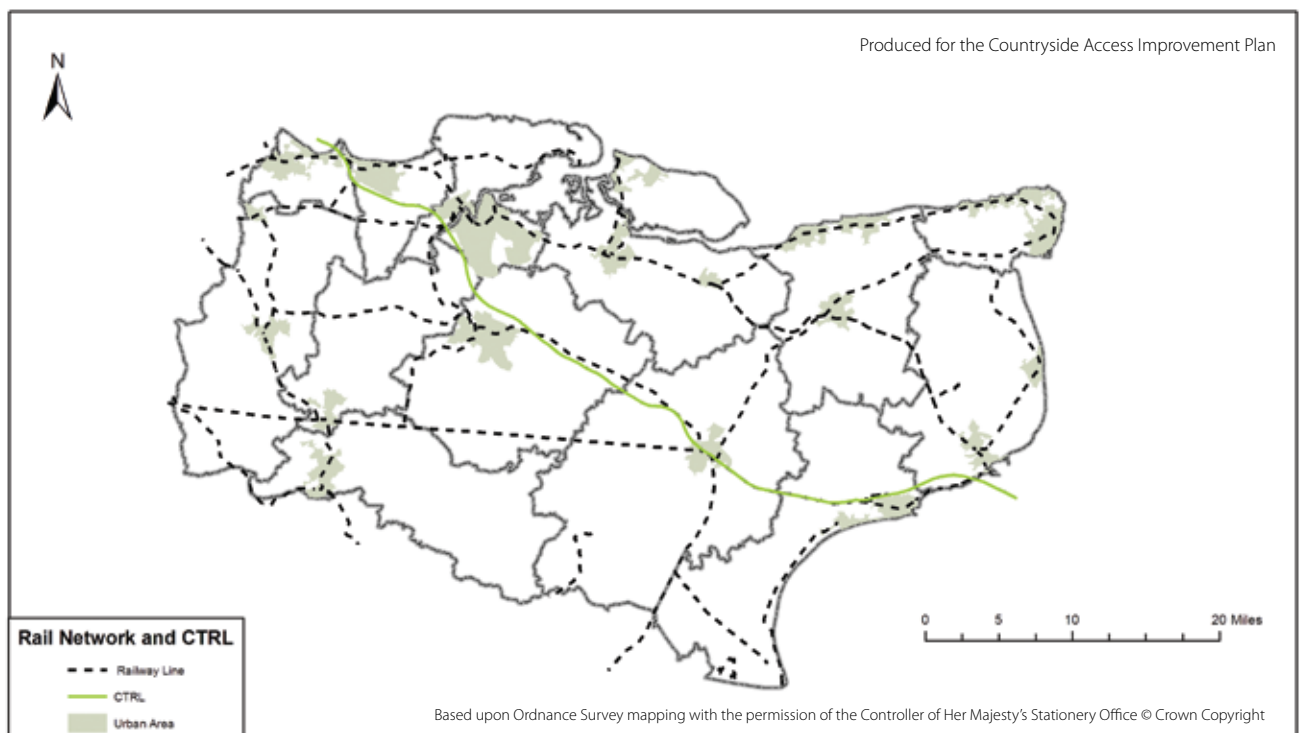 Produced for the Countryside Access Improvement Plan
N
0 5 10 20 Miles
Rail Network and CTRL
Railway Line
CTRL
Urban Area
Based upon Ordnance Survey mapping with the permission of the Controller of Her Majesty's Stationery Office © Crown Copyright